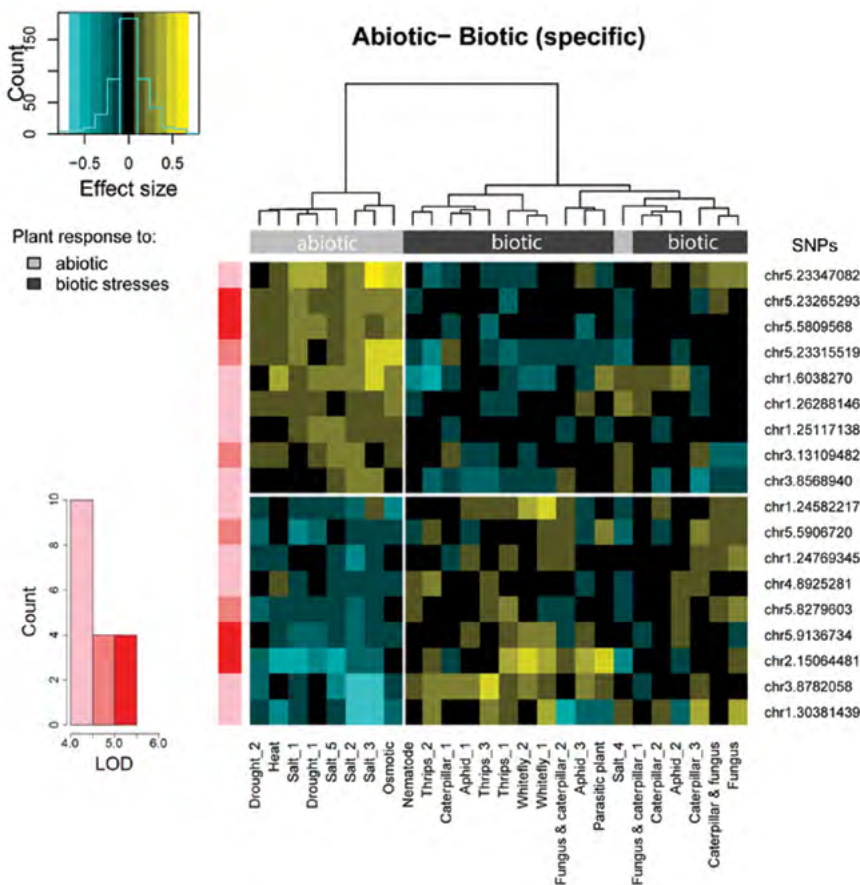 Abiotic− Biotic (specific)
Count
0 50 150
−0.5 0 0.5
Effect size
Plant response to:
abiotic
biotic stresses
abiotic
biotic
biotic
SNPs
chr5.23347082
chr5.23265293
chr5.5809568
chr5.23315519
chr1.6038270
chr1.26288146
chr1.25117138
chr3.13109482
chr3.8568940
chr1.24582217
chr5.5906720
chr1.24769345
chr4.8925281
chr5.8279603
chr5.9136734
chr2.15064481
chr3.8782058
chr1.30381439
Count
0 2 4 6 8 10
4.0 5.0 6.0
LOD
Drought_2
Heat
Salt_1
Drought_1
Salt_5
Salt_2
Salt_3
Osmotic
Nematode
Thrips_2
Caterpillar_1
Aphid_1
Thrips_3
Thrips_1
Whitefly_2
Whitefly_1
Fungus & caterpillar_2
Aphid_3
Parasitic plant
Salt_4
Fungus & caterpillar_1
Caterpillar_2
Aphid_2
Caterpillar_3
Caterpillar & fungus
Fungus